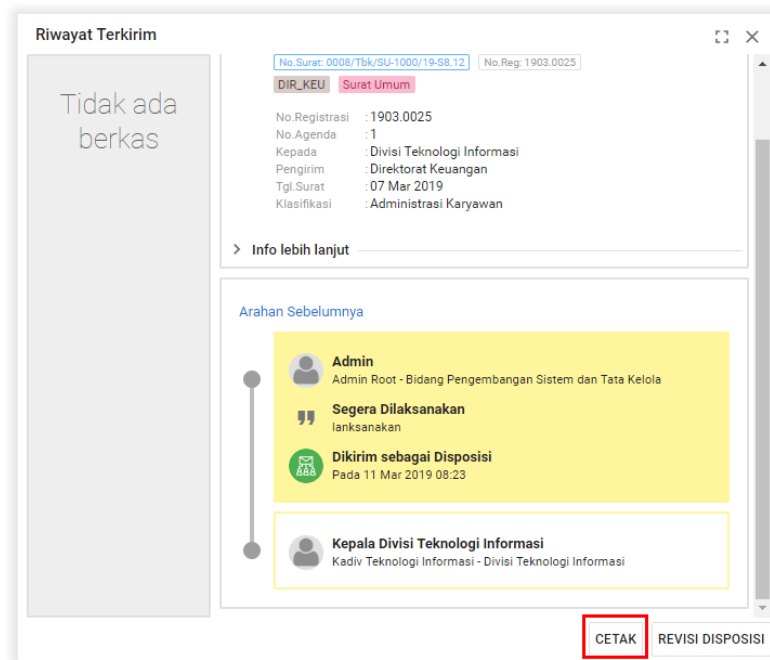 Riwayat Terkirim
Tidak ada
berkas
No.Surat: 0008/Tbk/SU-1000/19-S8.12 No.Reg: 1903.0025
DIR_KEU Surat Umum
No.Registrasi : 1903.0025
No.Agenda : 1
Kepada : Divisi Teknologi Informasi
Pengirim : Direktorat Keuangan
Tgl.Surat : 07 Mar 2019
Klasifikasi : Administrasi Karyawan
Info lebih lanjut
Arahan Sebelumnya
Admin
Admin Root - Bidang Pengembangan Sistem dan Tata Kelola
Segera Dilaksanakan
lanksanakan
Dikirim sebagai Disposisi
Pada 11 Mar 2019 08:23
Kepala Divisi Teknologi Informasi
Kadiv Teknologi Informasi - Divisi Teknologi Informasi
CETAK REVISI DISPOSISI